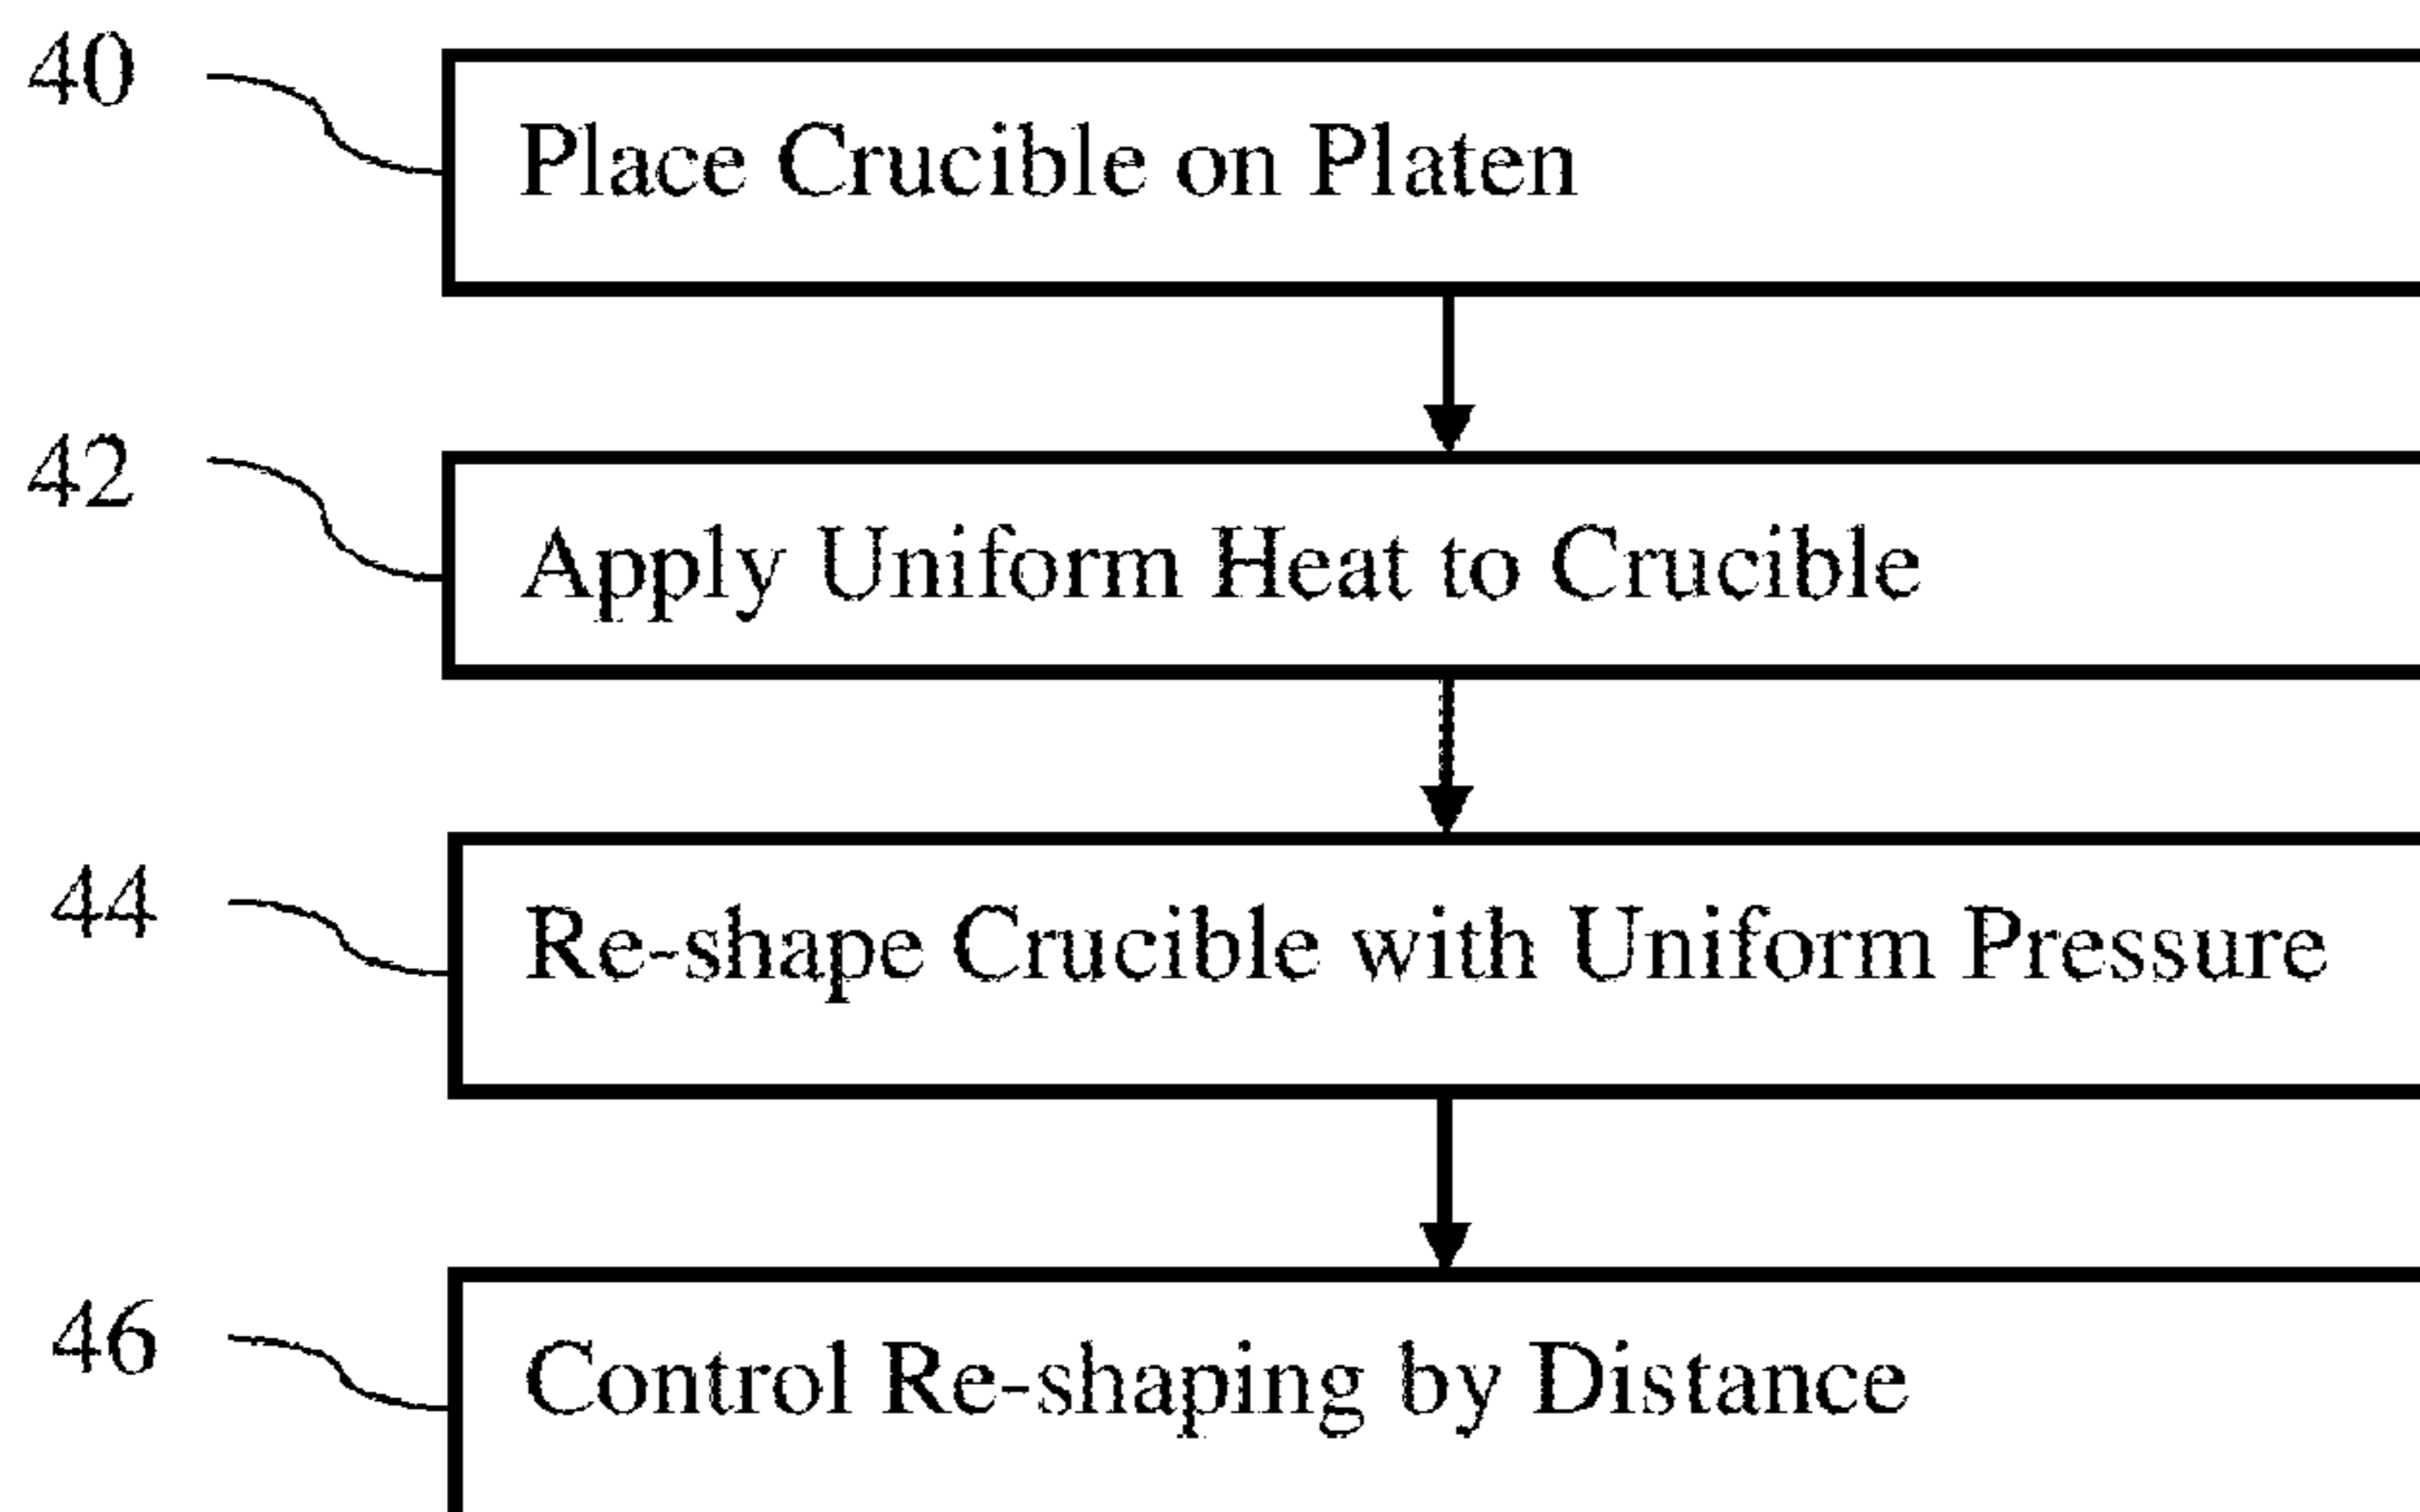 40
Place Crucible on Platen
42
Apply Uniform Heat to Crucible
44
Re-shape Crucible with Uniform Pressure
46
Control Re-shaping by Distance